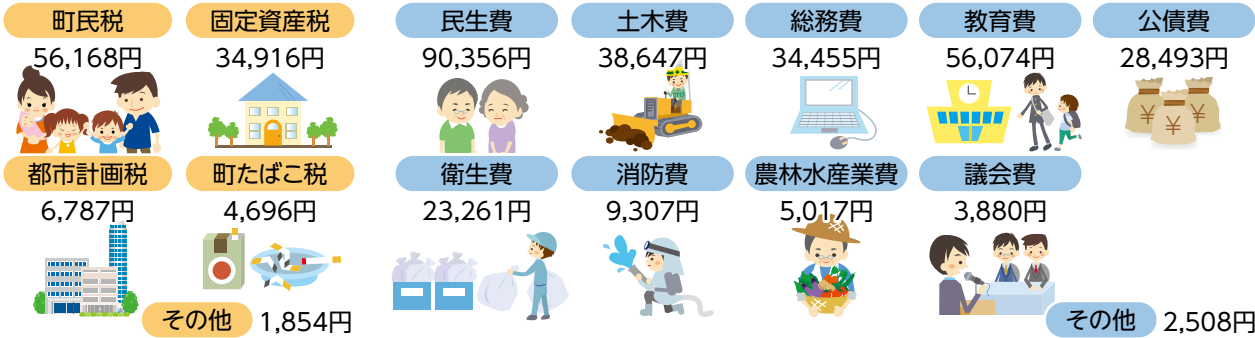 町民税
56,168円
固定資産税
34,916円
都市計画税
6,787円
町たばこ税
4,696円
その他 1,854円
民生費
90,356円
土木費
38,647円
総務費
34,455円
教育費
56,074円
公債費
28,493円
衛生費
23,261円
消防費
9,307円
農林水産業費
5,017円
議会費
3,880円
その他 2,508円
¥
¥
¥